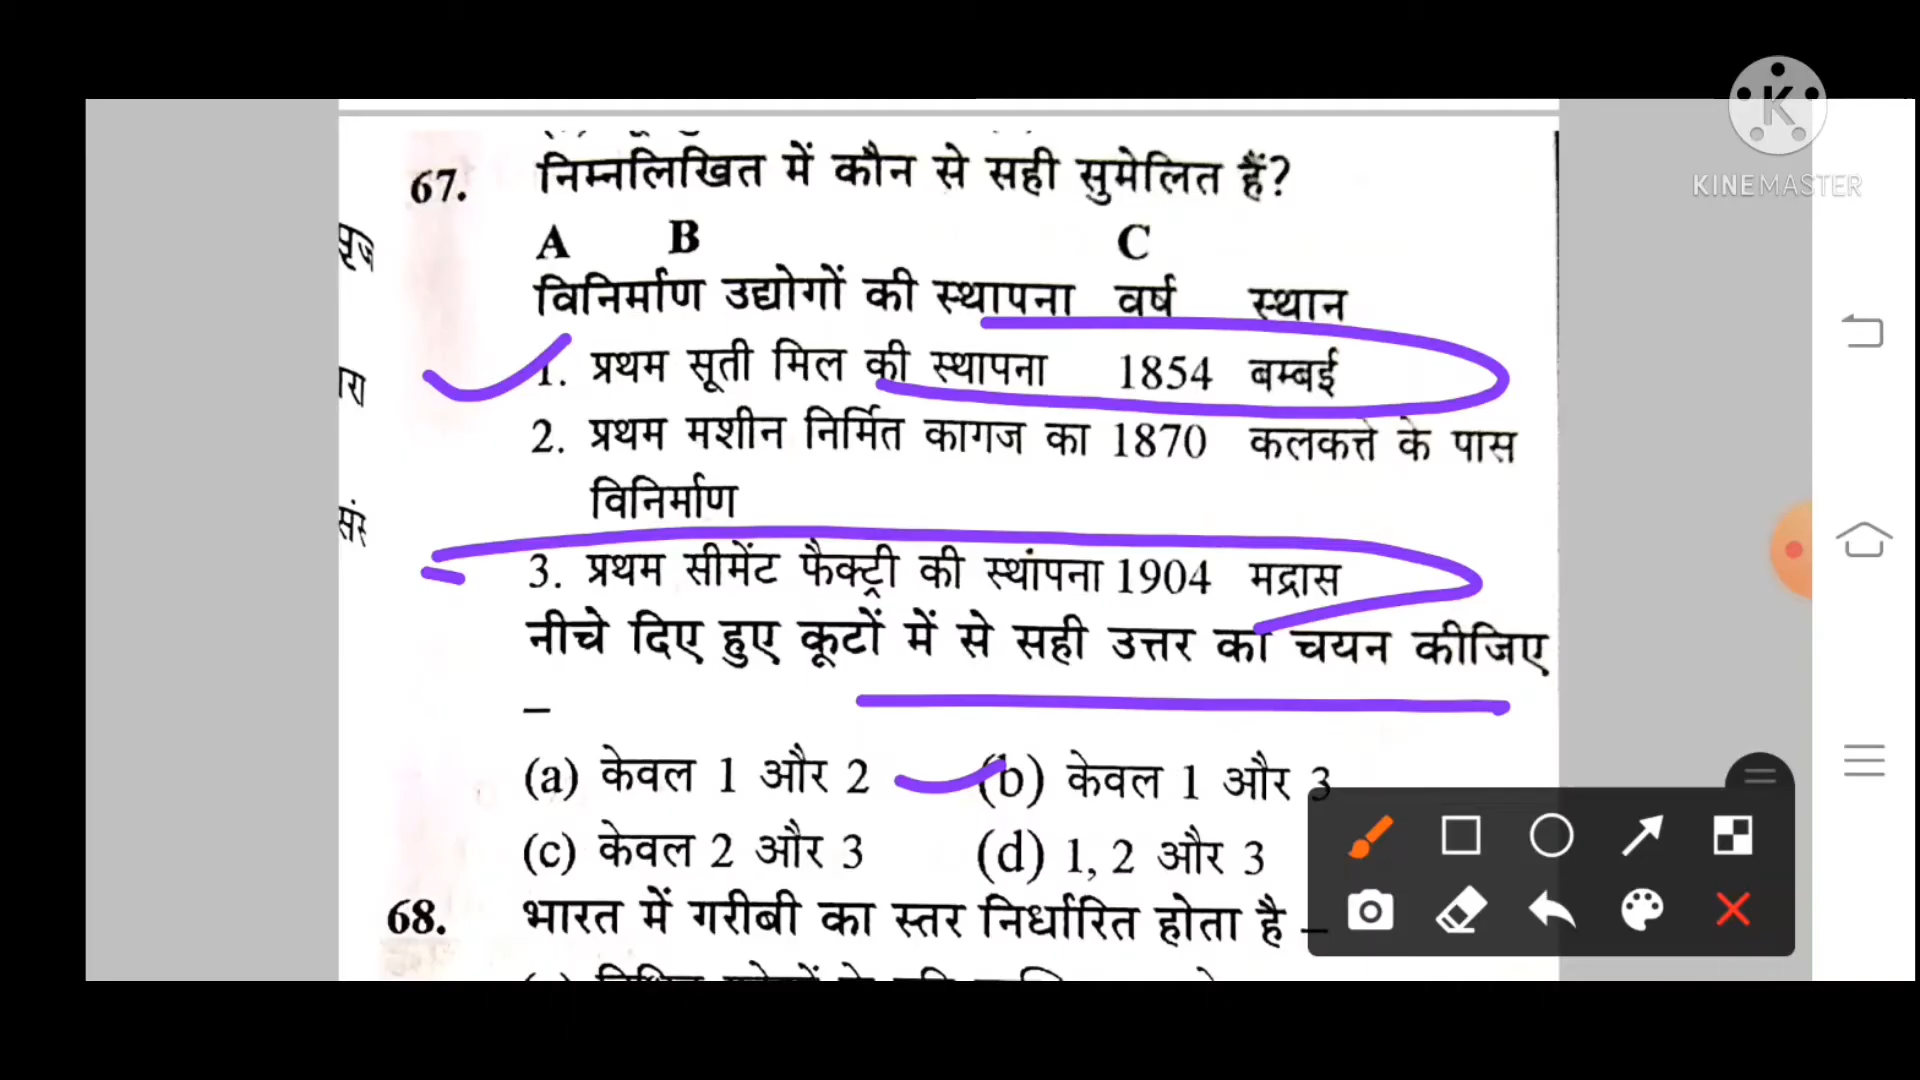 KINEMASTER
67. निम्नलिखित में कौन से सही सुमेलित हैं?
A B C
विनिर्माण उद्योगों की स्थापना वर्ष स्थान
1. प्रथम सूती मिल की स्थापना 1854 बम्बई
2. प्रथम मशीन निर्मित कागज का 1870 कलकत्ते के पास
विनिर्माण
3. प्रथम सीमेंट फैक्ट्री की स्थापना 1904 मद्रास
नीचे दिए हुए कूटों में से सही उत्तर का चयन कीजिए
–
(a) केवल 1 और 2 (b) केवल 1 और 3
(c) केवल 2 और 3 (d) 1, 2 और 3
68. भारत में गरीबी का स्तर निर्धारित होता है –